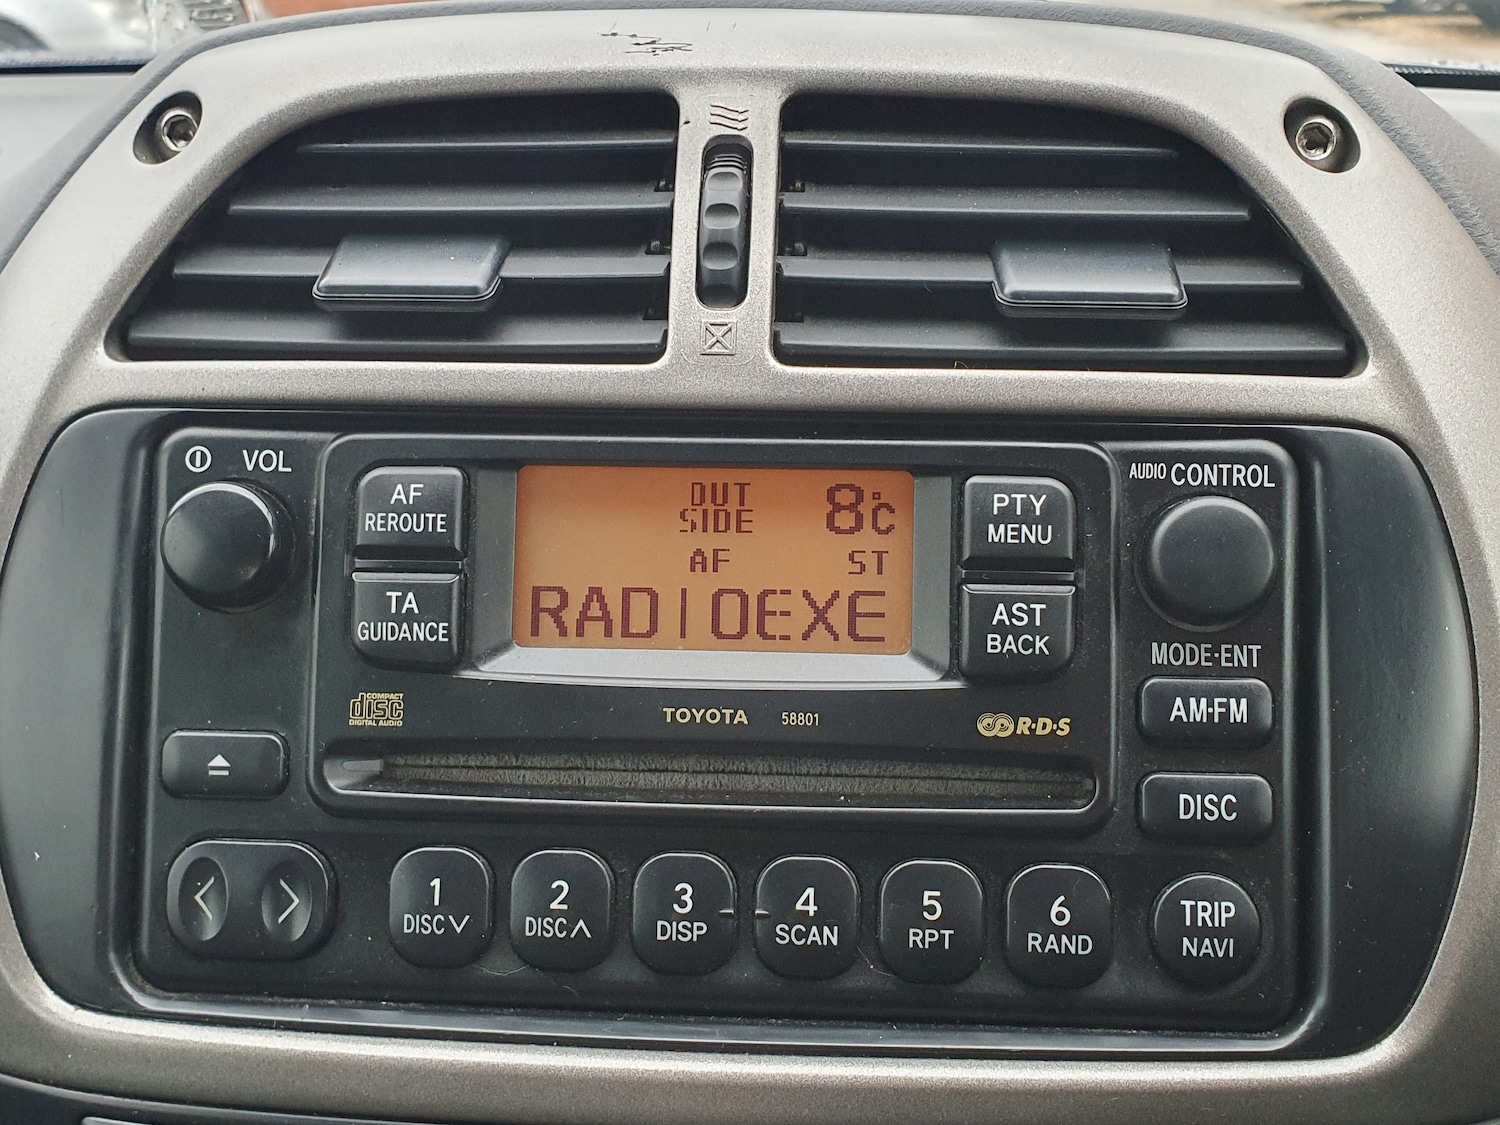 VOL
AF
REROUTE
TA
GUIDANCE
OUT
SIDE
8°C
AF ST
RADIOEXE
PTY
MENU
AST
BACK
AUDIO CONTROL
MODE·ENT
COMPACT
disc
DIGITAL AUDIO
TOYOTA 58801
R·D·S
AM·FM
DISC
1
DISC
2
DISC
3
DISP
4
SCAN
5
RPT
6
RAND
TRIP
NAVI